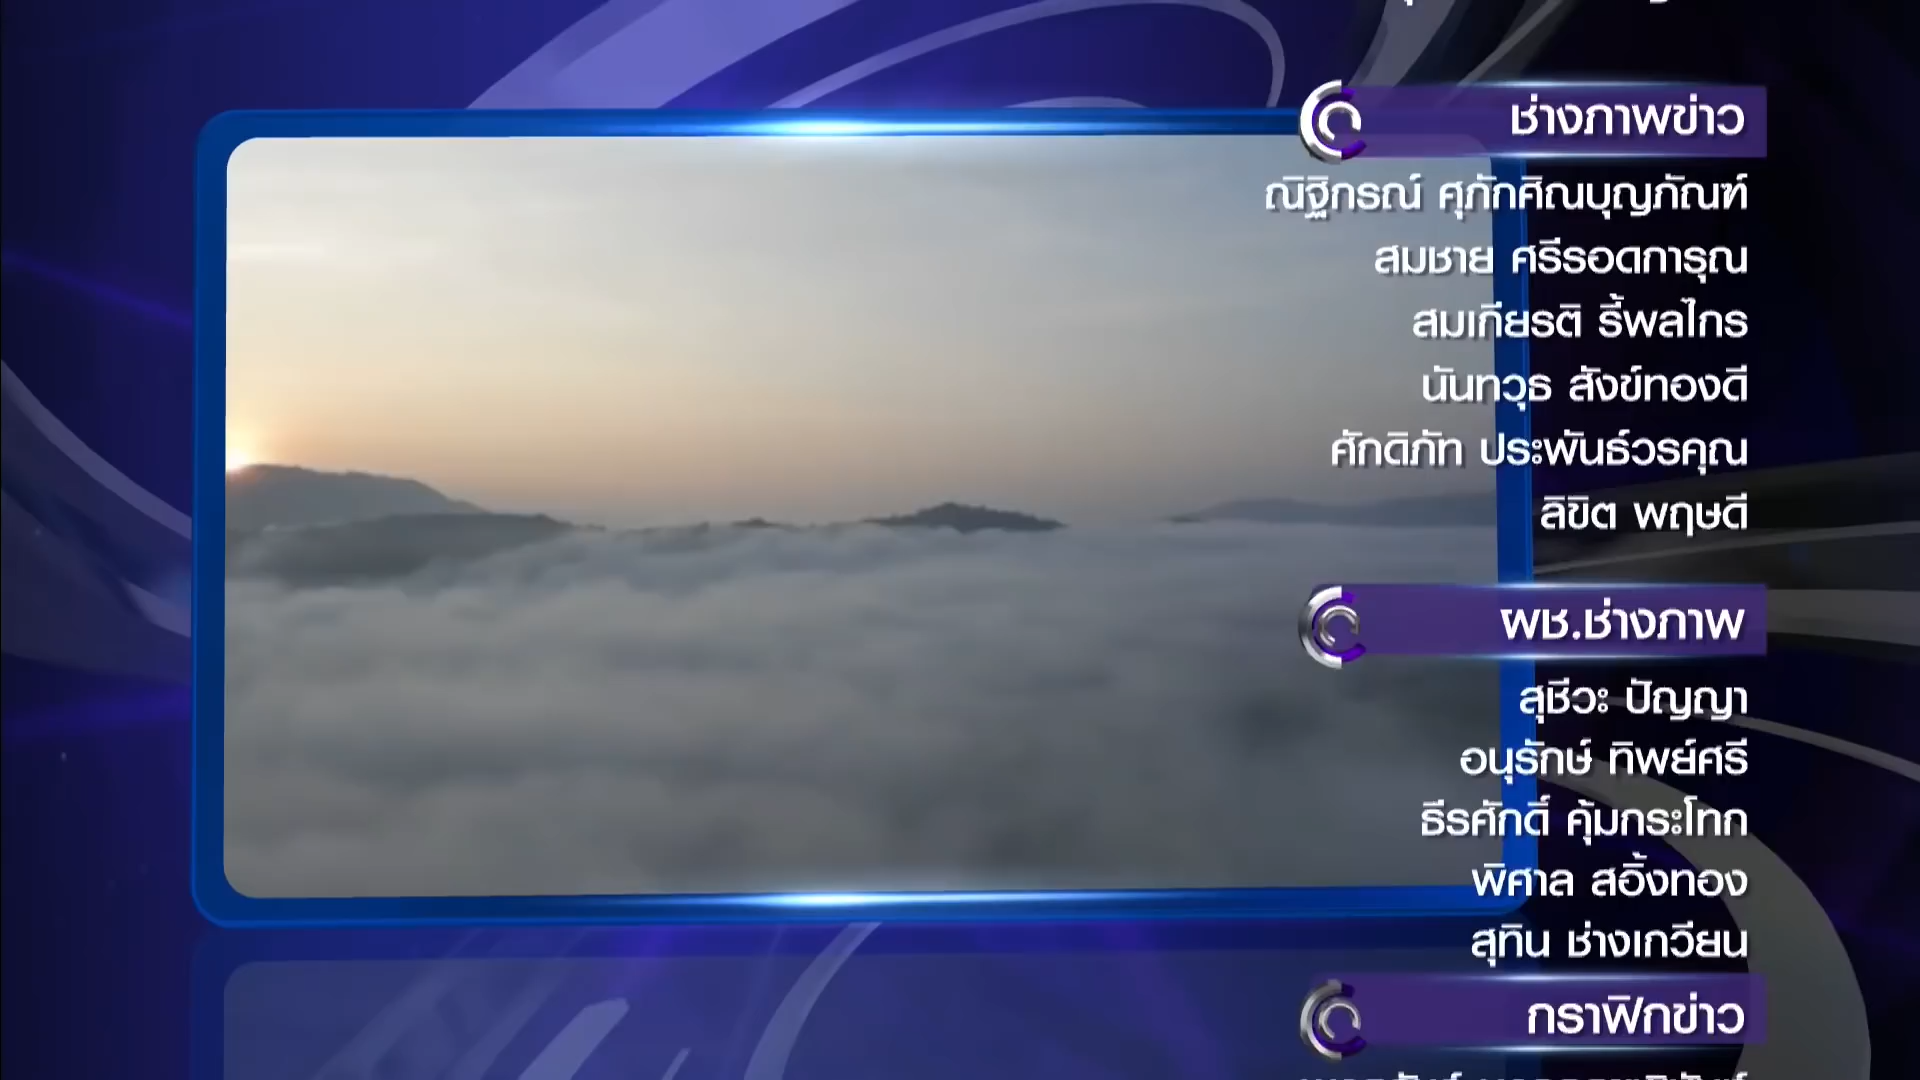 ช่างภาพข่าว
ณิฐิกรณ์ ศุภักศิณบุญภัณฑ์
สมชาย ศรีรอดการุณ
สมเกียรติ รี้พลไกร
นันทวุธ สังข์ทองดี
ศักดิภัท ประพันธ์วรคุณ
ลิขิต พฤษดี
ผช.ช่างภาพ
สุชีวะ ปัญญา
อนุรักษ์ ทิพย์ศรี
ธีรศักดิ์ คุ้มกระโทก
พิศาล สอิ้งทอง
สุทิน ช่างเกวียน
กราฟิกข่าว